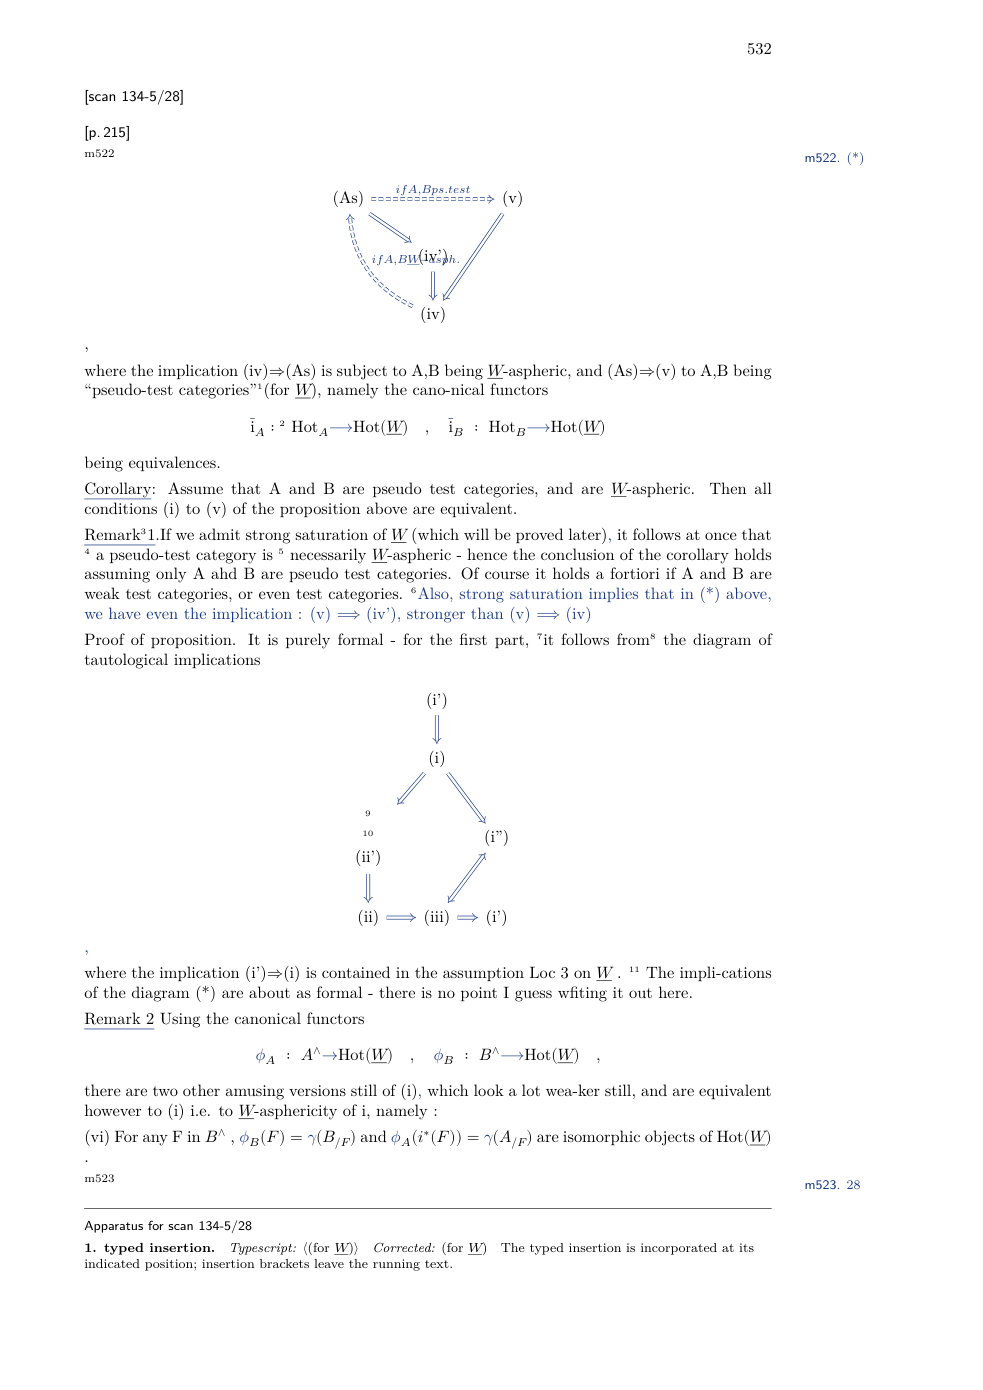 532
[scan 134-5/28]
[p. 215]
m522
m522. (*)
(As) ifA,Bps.test (v)
(iv')
ifA,BW-asph.
(iv)
,
where the implication (iv)⇒(As) is subject to A,B being W-aspheric, and (As)⇒(v) to A,B being
“pseudo-test categories”¹(for W), namely the cano-nical functors
i̅_A : ² Hot_A⟶Hot(W) , i̅_B : Hot_B⟶Hot(W)
being equivalences.
Corollary: Assume that A and B are pseudo test categories, and are W-aspheric. Then all
conditions (i) to (v) of the proposition above are equivalent.
Remark³1.If we admit strong saturation of W (which will be proved later), it follows at once that
⁴ a pseudo-test category is ⁵ necessarily W-aspheric - hence the conclusion of the corollary holds
assuming only A ahd B are pseudo test categories. Of course it holds a fortiori if A and B are
weak test categories, or even test categories. ⁶Also, strong saturation implies that in (*) above,
we have even the implication : (v) ⟹ (iv'), stronger than (v) ⟹ (iv)
Proof of proposition. It is purely formal - for the first part, ⁷it follows from⁸ the diagram of
tautological implications
(i')
(i)
⁹
¹⁰
(i”)
(ii')
(ii) ⟹ (iii) ⟹ (i')
,
where the implication (i')⇒(i) is contained in the assumption Loc 3 on W . ¹¹ The impli-cations
of the diagram (*) are about as formal - there is no point I guess wfiting it out here.
Remark 2 Using the canonical functors
ϕ_A : A^∧→Hot(W) , ϕ_B : B^∧⟶Hot(W) ,
there are two other amusing versions still of (i), which look a lot wea-ker still, and are equivalent
however to (i) i.e. to W-asphericity of i, namely :
(vi) For any F in B^∧ , ϕ_B(F) = γ(B_/F) and ϕ_A(i*(F)) = γ(A_/F) are isomorphic objects of Hot(W)
.
m523
m523. 28
Apparatus for scan 134-5/28
1. typed insertion. Typescript: ⟨(for W)⟩ Corrected: (for W) The typed insertion is incorporated at its
indicated position; insertion brackets leave the running text.